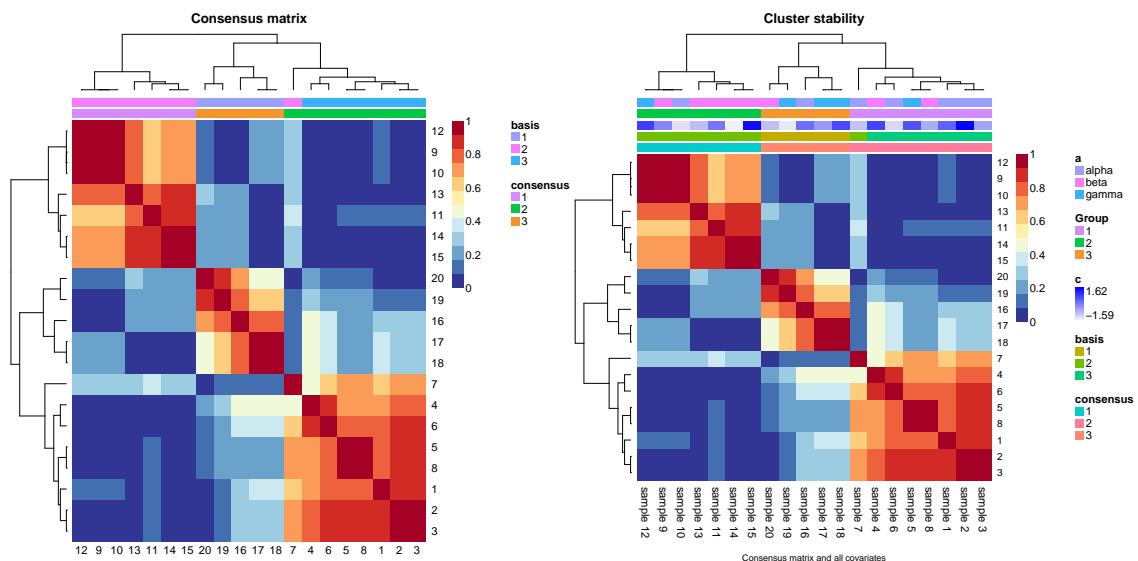 Consensus matrix
1
0.8
0.6
0.4
0.2
0
basis
1
2
3
consensus
1
2
3
12
9
10
13
11
14
15
20
19
16
17
18
7
4
6
5
8
1
2
3
12 9 10 13 11 14 15 20 19 16 17 18 7 4 6 5 8 1 2 3
Cluster stability
12
9
10
13
11
14
15
20
19
16
17
18
7
4
6
5
8
1
2
3
1
0.8
0.6
0.4
0.2
0
a
alpha
beta
gamma
Group
1
2
3
c
1.62
−1.59
basis
1
2
3
consensus
1
2
3
sample 12
sample 9
sample 10
sample 13
sample 11
sample 14
sample 15
sample 20
sample 19
sample 16
sample 17
sample 18
sample 7
sample 4
sample 6
sample 5
sample 8
sample 1
sample 2
sample 3
Consensus matrix and all covariates